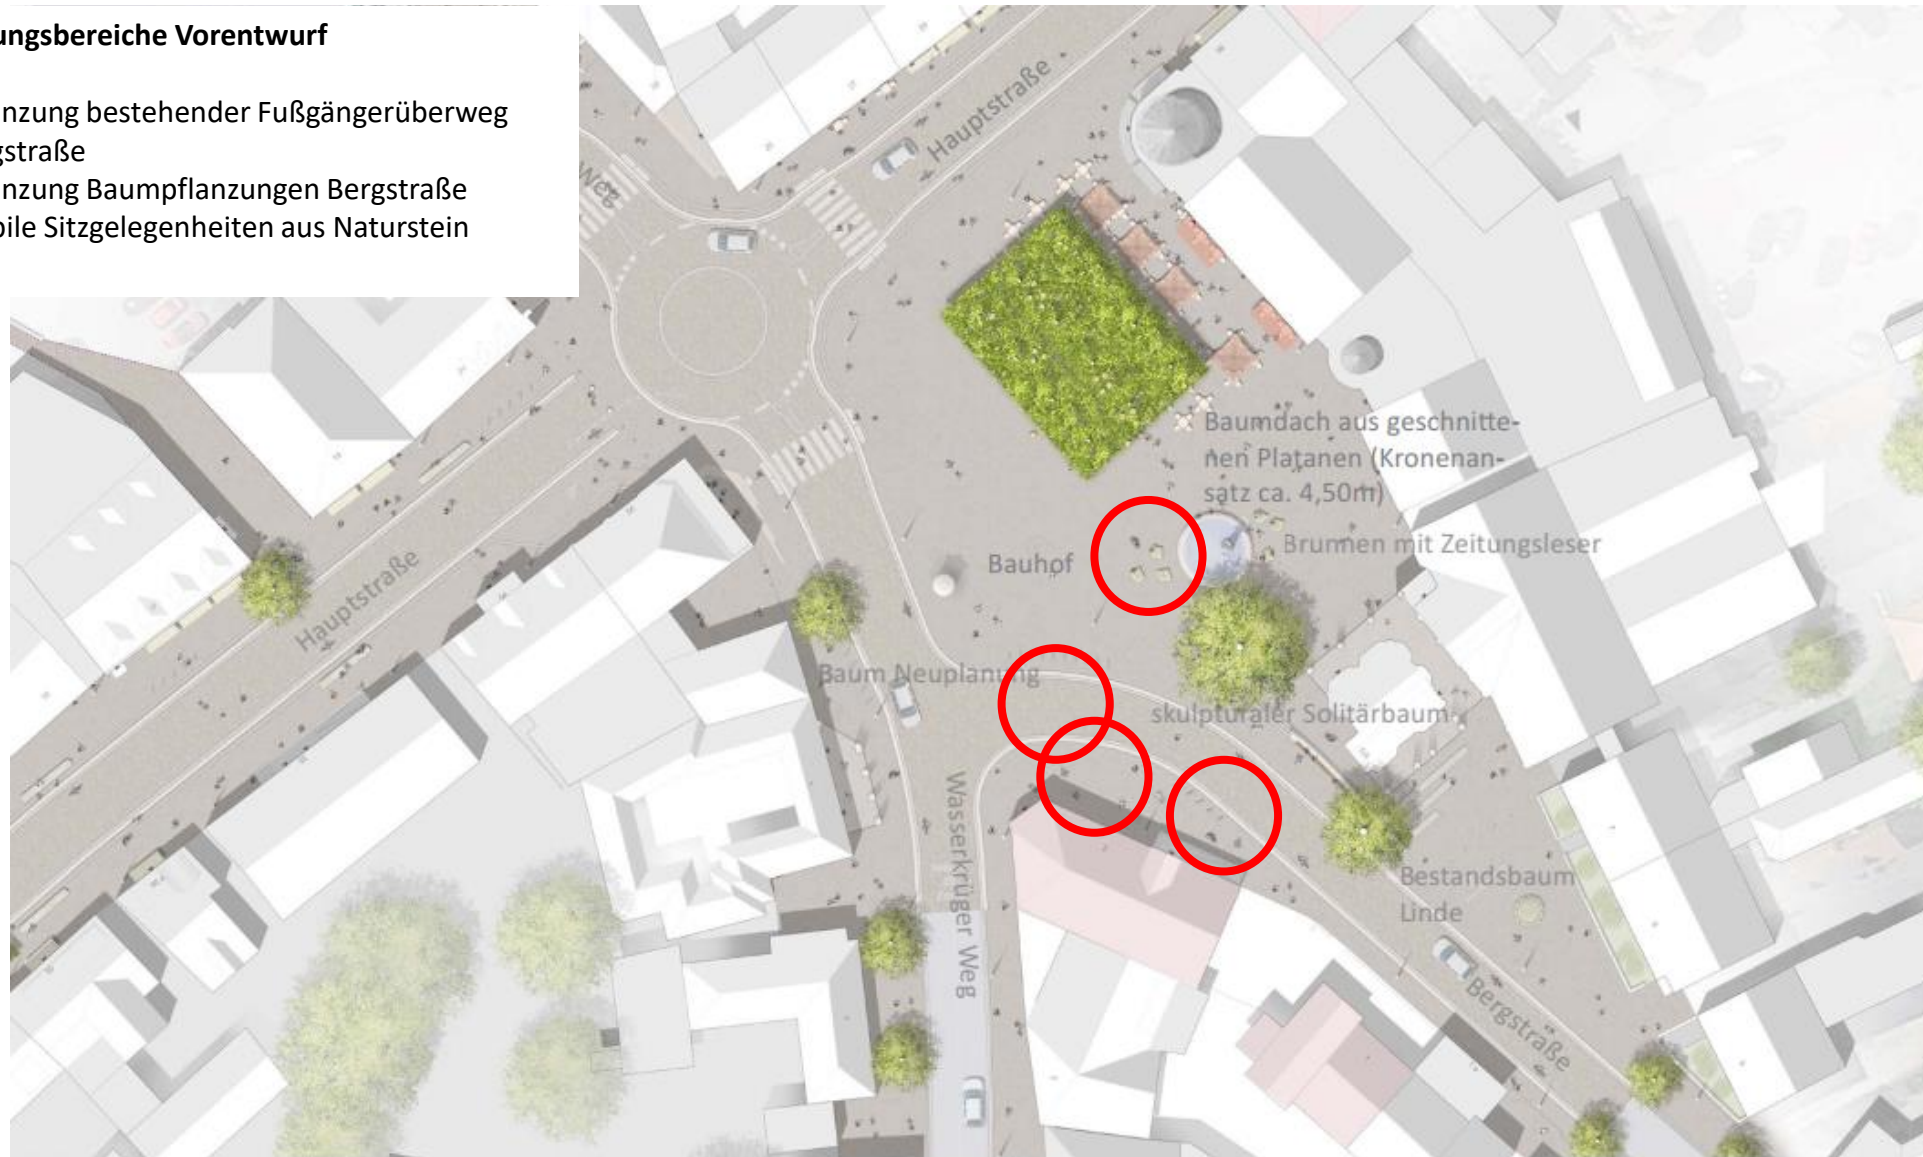 ungsbereiche Vorentwurf
nzung bestehender Fußgängerüberweg
gstraße
nzung Baumpflanzungen Bergstraße
bile Sitzgelegenheiten aus Naturstein
Weg
Hauptstraße
Baumdach aus geschnitte-
nen Platanen (Kronenan-
satz ca. 4,50m)
Brunnen mit Zeitungsleser
Bauhof
Hauptstraße
Baum Neuplanung
skulpturaler Solitärbaum
Wasserkrüger Weg
Bestandsbaum
Linde
Bergstraße